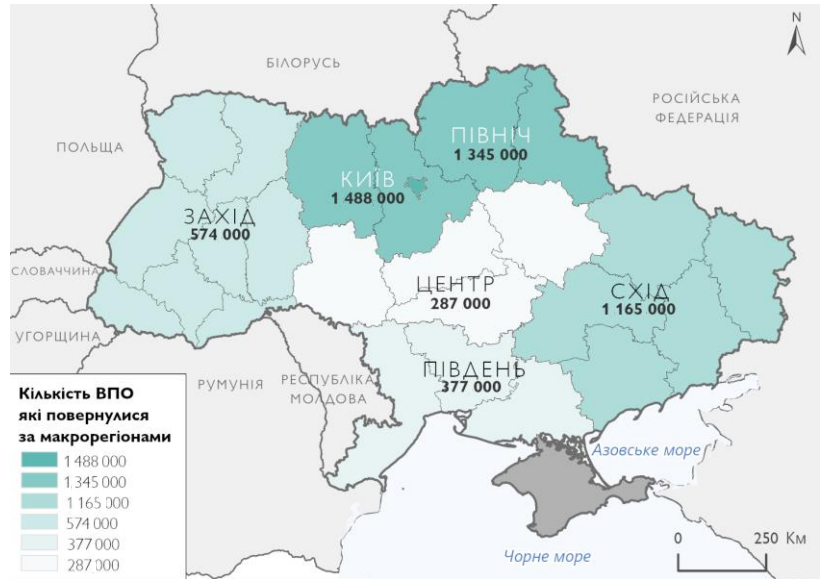 N
БІЛОРУСЬ
РОСІЙСЬКА
ФЕДЕРАЦІЯ
ПОЛЬЩА
ПІВНІЧ
1 345 000
КИЇВ
1 488 000
ЗАХІД
574 000
СЛОВАЧЧИНА
ЦЕНТР
287 000
СХІД
1 165 000
УГОРЩИНА
РУМУНІЯ
РЕСПУБЛІКА
МОЛДОВА
ПІВДЕНЬ
377 000
Кількість ВПО
які повернулися
за макрорегіонами
1 488 000
1 345 000
1 165 000
574 000
377 000
287 000
Азовське море
Чорне море
0 250 Км